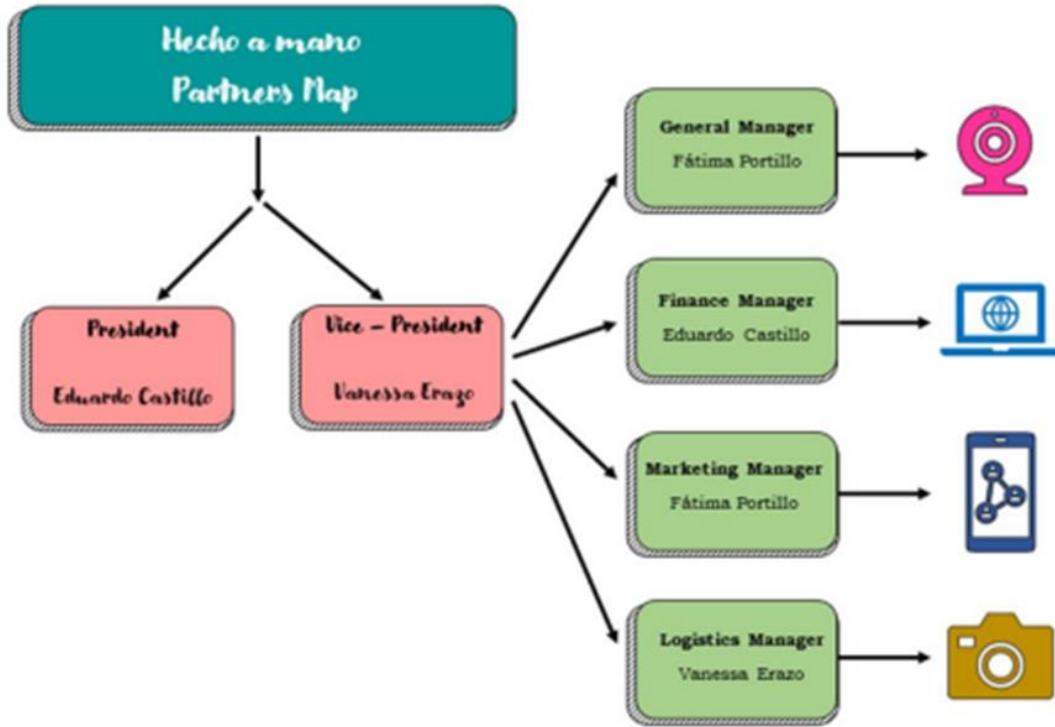 Hecho a mano
Partners Map
President
Eduardo Castillo
Vice - President
Vanessa Erazo
General Manager
Fátima Portillo
Finance Manager
Eduardo Castillo
Marketing Manager
Fátima Portillo
Logistics Manager
Vanessa Erazo